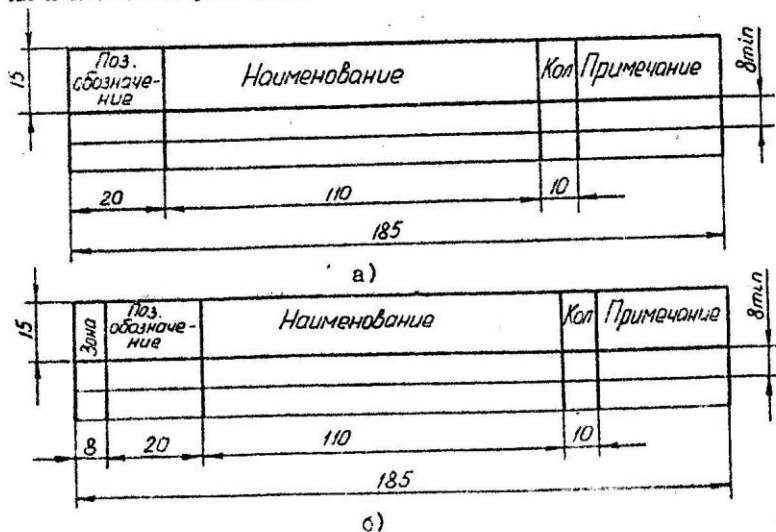 15
Поз.
обозначе-
ние
Наименование
Кол
Примечание
8min
20
110
10
185
а)
15
Зона
Поз.
обозначе-
ние
Наименование
Кол
Примечание
8min
8
20
110
10
185
б)